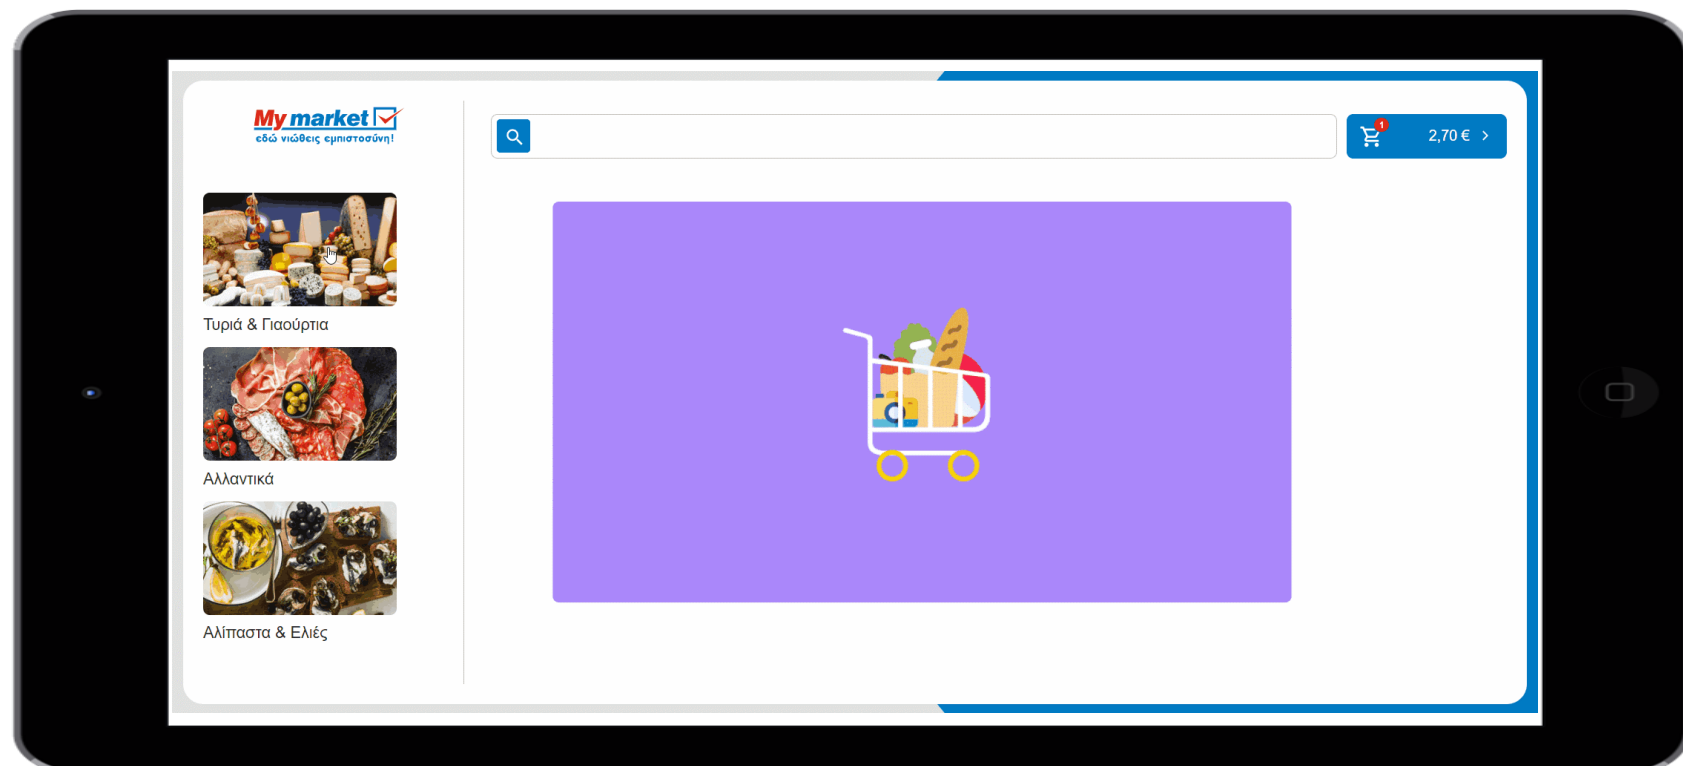 My market
εδώ νιώθεις εμπιστοσύνη!
1
2,70 €
Τυριά & Γιαούρτια
Αλλαντικά
Αλίπαστα & Ελιές